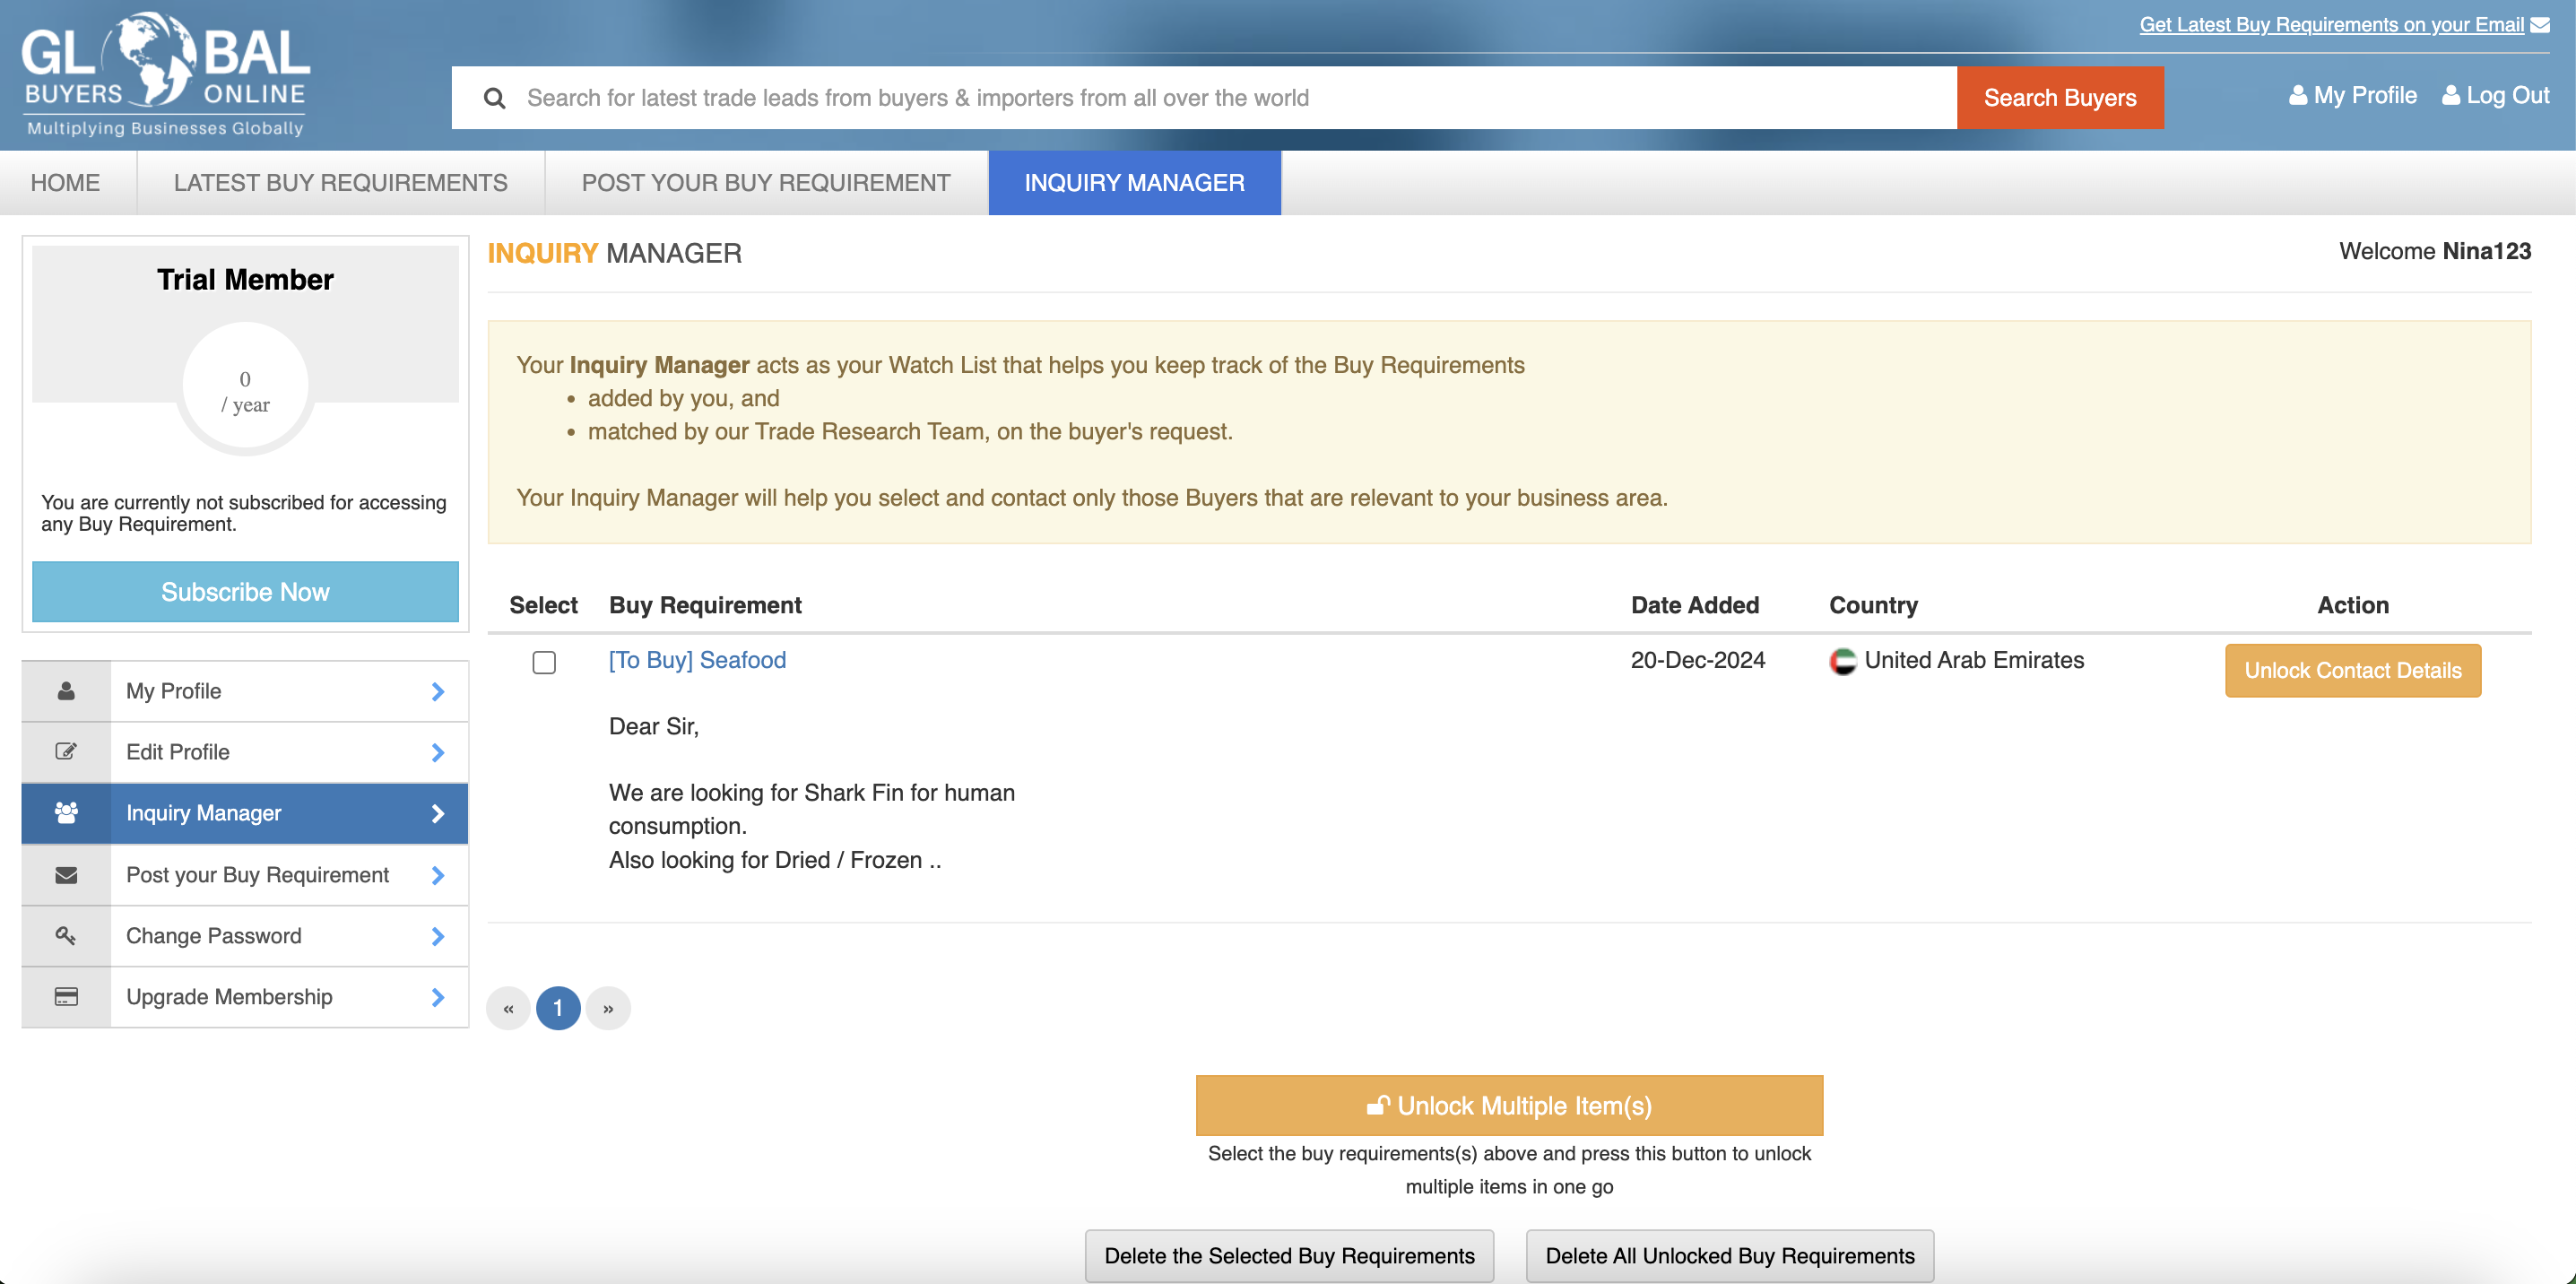 Get Latest Buy Requirements on your Email
GLOBAL
BUYERS ONLINE
Multiplying Businesses Globally
Search for latest trade leads from buyers & importers from all over the world
Search Buyers
My Profile
Log Out
HOME
LATEST BUY REQUIREMENTS
POST YOUR BUY REQUIREMENT
INQUIRY MANAGER
Trial Member
0
/ year
You are currently not subscribed for accessing
any Buy Requirement.
Subscribe Now
My Profile
Edit Profile
Inquiry Manager
Post your Buy Requirement
Change Password
Upgrade Membership
INQUIRY MANAGER
Welcome Nina123
Your Inquiry Manager acts as your Watch List that helps you keep track of the Buy Requirements
• added by you, and
• matched by our Trade Research Team, on the buyer's request.
Your Inquiry Manager will help you select and contact only those Buyers that are relevant to your business area.
Select Buy Requirement Date Added Country Action
[To Buy] Seafood 20-Dec-2024 United Arab Emirates Unlock Contact Details
Dear Sir,
We are looking for Shark Fin for human
consumption.
Also looking for Dried / Frozen ..
« 1 »
Unlock Multiple Item(s)
Select the buy requirements(s) above and press this button to unlock
multiple items in one go
Delete the Selected Buy Requirements
Delete All Unlocked Buy Requirements